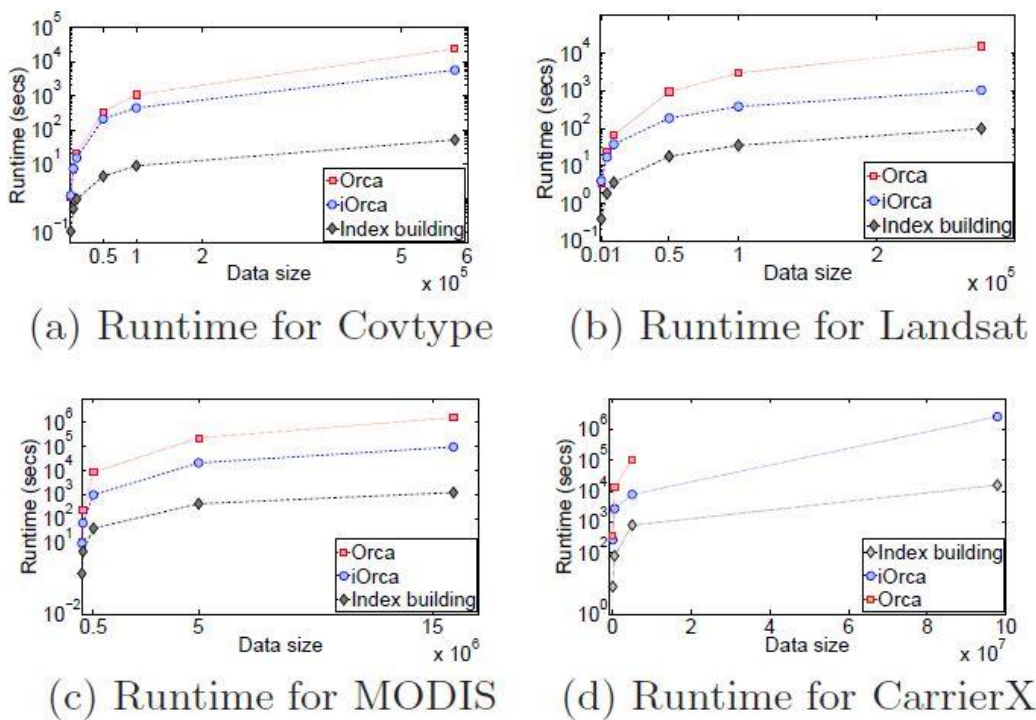 10^5
10^4
10^3
10^2
10^1
10^-1
Runtime (secs)
Orca
iOrca
Index building
0.5 1 2 5 6
Data size
x 10^5
(a) Runtime for Covtype
10^4
10^3
10^2
10^1
10^0
10^-1
Runtime (secs)
Orca
iOrca
Index building
0.01 0.5 1 2
Data size
x 10^5
(b) Runtime for Landsat
10^6
10^5
10^4
10^3
10^2
10^1
10^-2
Runtime (secs)
Orca
iOrca
Index building
0.5 5 15
Data size
x 10^6
(c) Runtime for MODIS
10^6
10^5
10^4
10^3
10^2
10^0
Runtime (secs)
Index building
iOrca
Orca
0 2 4 6 8 10
Data size
x 10^7
(d) Runtime for CarrierX